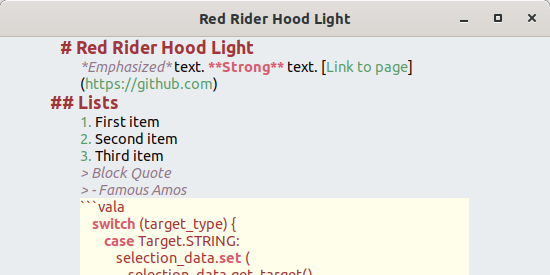 Red Rider Hood Light
# Red Rider Hood Light
*Emphasized* text. **Strong** text. [Link to page]
(https://github.com)
## Lists
1. First item
2. Second item
3. Third item
> Block Quote
> - Famous Amos
```vala
switch (target_type) {
case Target.STRING:
selection_data.set (
selection_data.get_target()